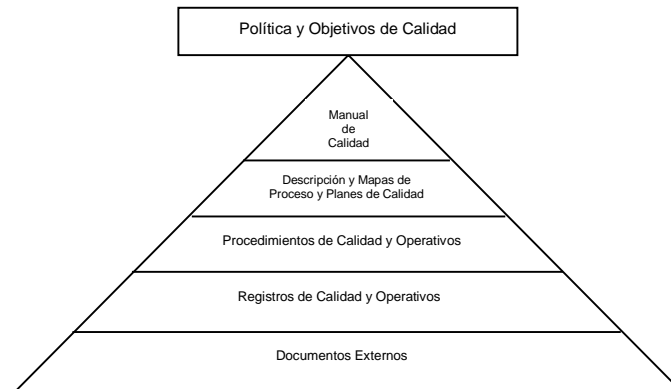 Política y Objetivos de Calidad
Manual
de
Calidad
Descripción y Mapas de
Proceso y Planes de Calidad
Procedimientos de Calidad y Operativos
Registros de Calidad y Operativos
Documentos Externos